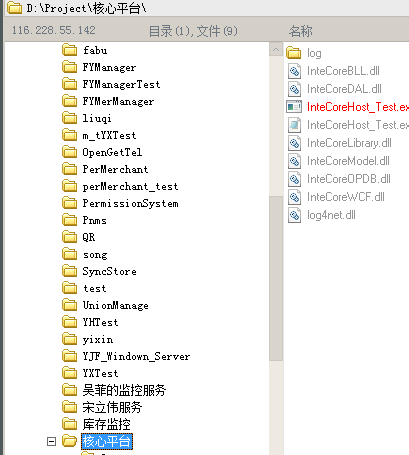 D:\Project\核心平台\
116.228.55.142 目录(1),文件(9) 名称
fabu
FYManager
FYManagerTest
FYMerManager
liuqi
m_tYXTest
OpenGetTel
PerMerchant
perMerchant_test
PermissionSystem
Pnms
QR
song
SyncStore
test
UnionManage
YHTest
yixin
YJF_Windown_Server
YXTest
吴菲的监控服务
宋立伟服务
库存监控
核心平台
log
InteCoreBLL.dll
InteCoreDAL.dll
InteCoreHost_Test.ex
InteCoreHost_Test.ex
InteCoreLibrary.dll
InteCoreModel.dll
InteCoreOPDB.dll
InteCoreWCF.dll
log4net.dll